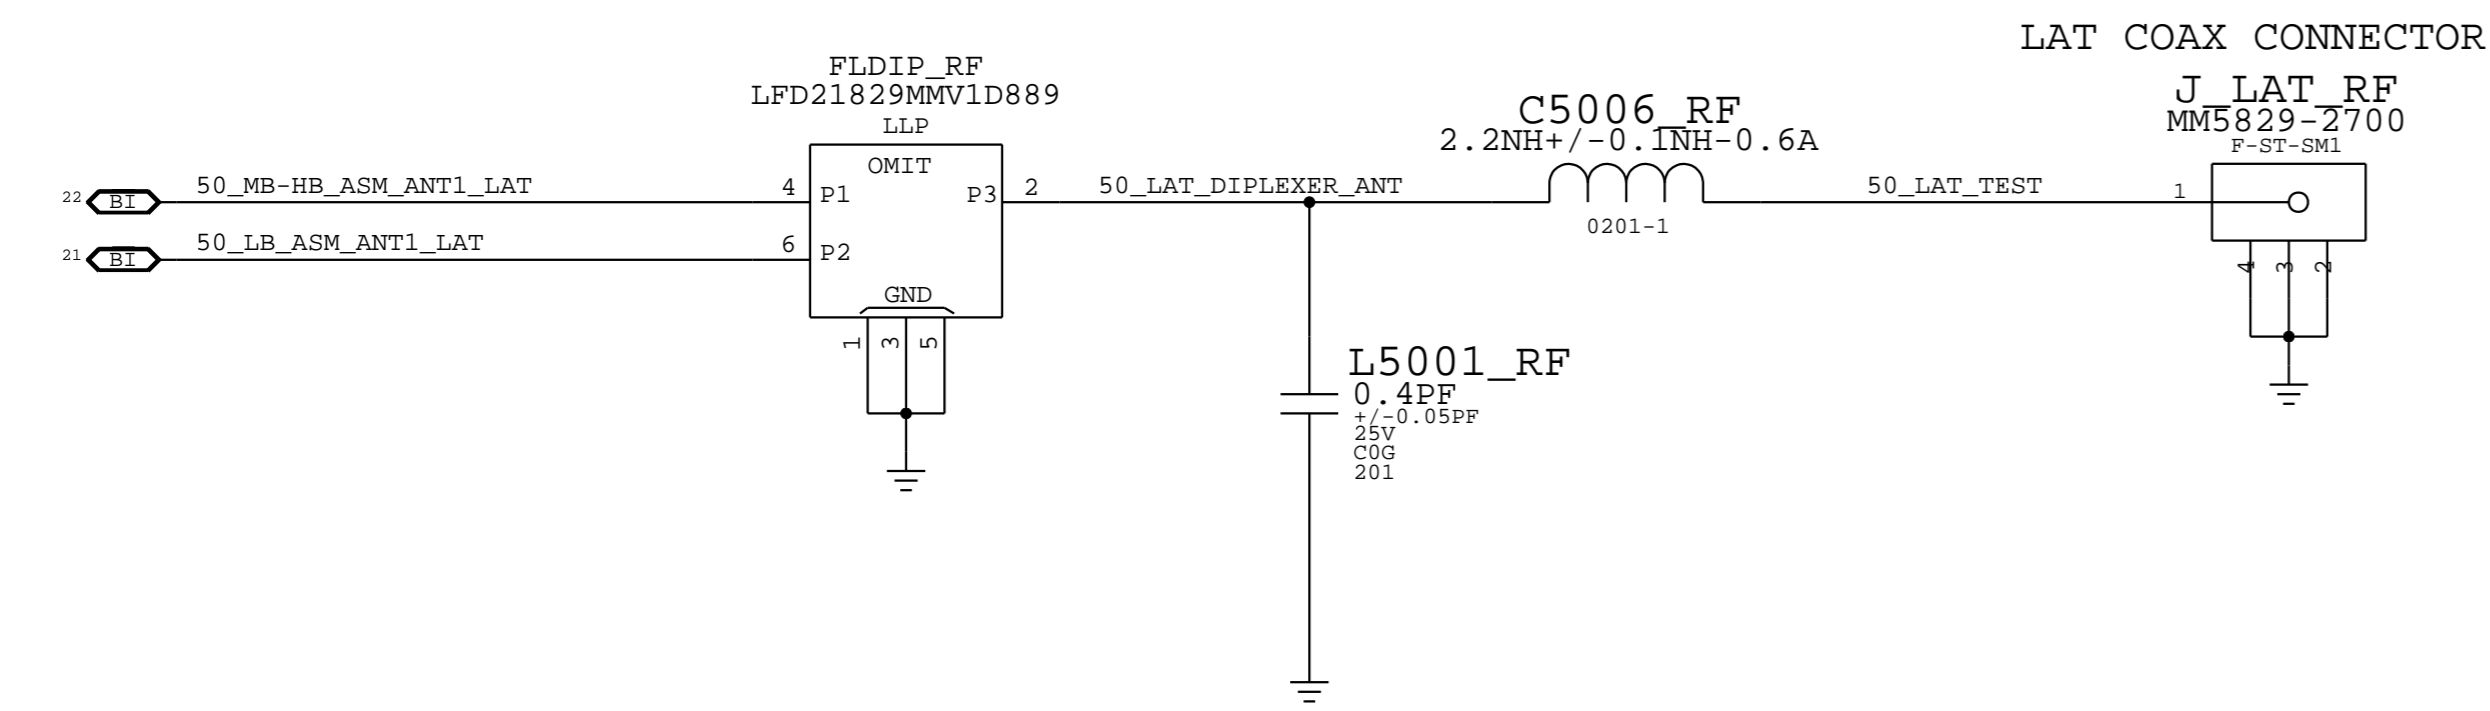 LAT COAX CONNECTOR
FLDIP_RF
LFD21829MMV1D889
LLP
OMIT
C5006_RF
2.2NH+/-0.1NH-0.6A
0201-1
J_LAT_RF
MM5829-2700
F-ST-SM1
22 BI 50_MB-HB_ASM_ANT1_LAT 4 P1 P3 2 50_LAT_DIPLEXER_ANT 50_LAT_TEST 1
21 BI 50_LB_ASM_ANT1_LAT 6 P2
GND
1 3 5
4 3 2
L5001_RF
0.4PF
+/-0.05PF
25V
C0G
201